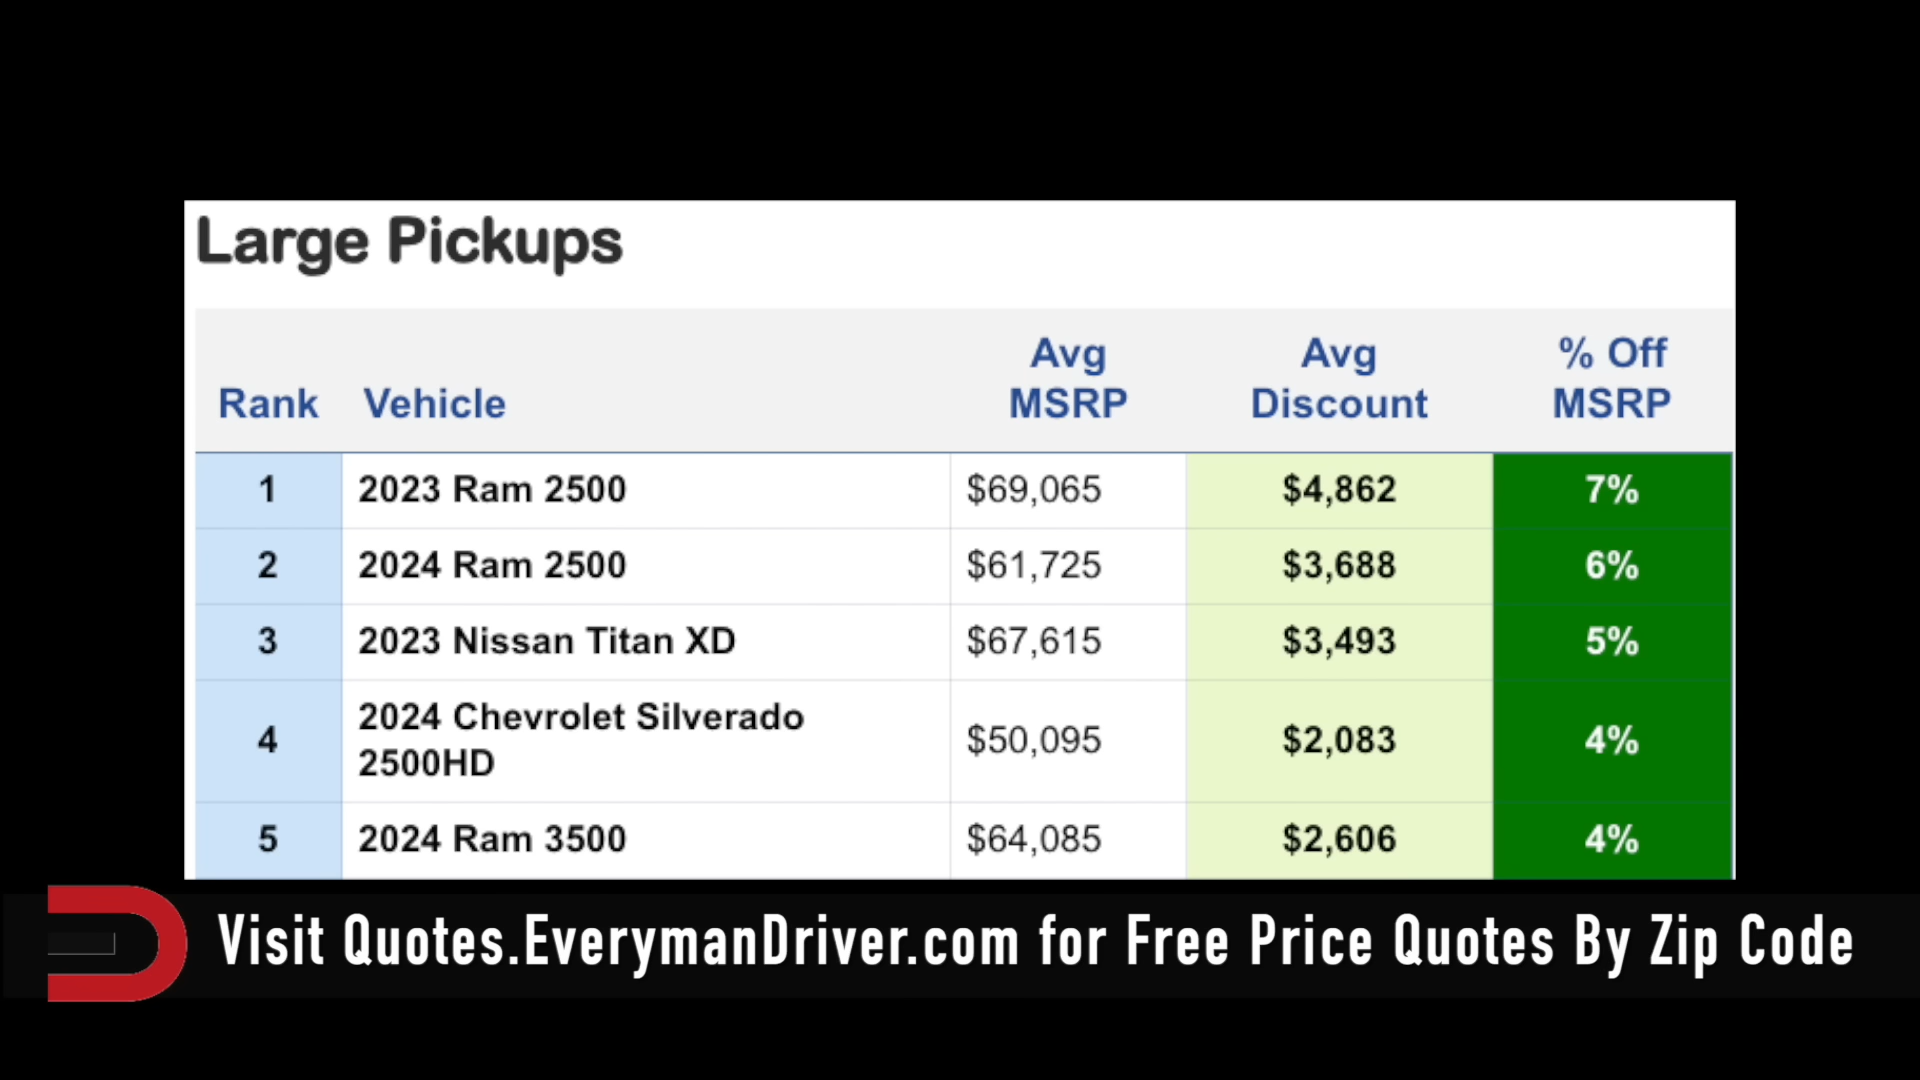 Large Pickups
Rank Vehicle Avg MSRP Avg Discount % Off MSRP
1 2023 Ram 2500 $69,065 $4,862 7%
2 2024 Ram 2500 $61,725 $3,688 6%
3 2023 Nissan Titan XD $67,615 $3,493 5%
4 2024 Chevrolet Silverado 2500HD $50,095 $2,083 4%
5 2024 Ram 3500 $64,085 $2,606 4%
Visit Quotes.EverymanDriver.com for Free Price Quotes By Zip Code